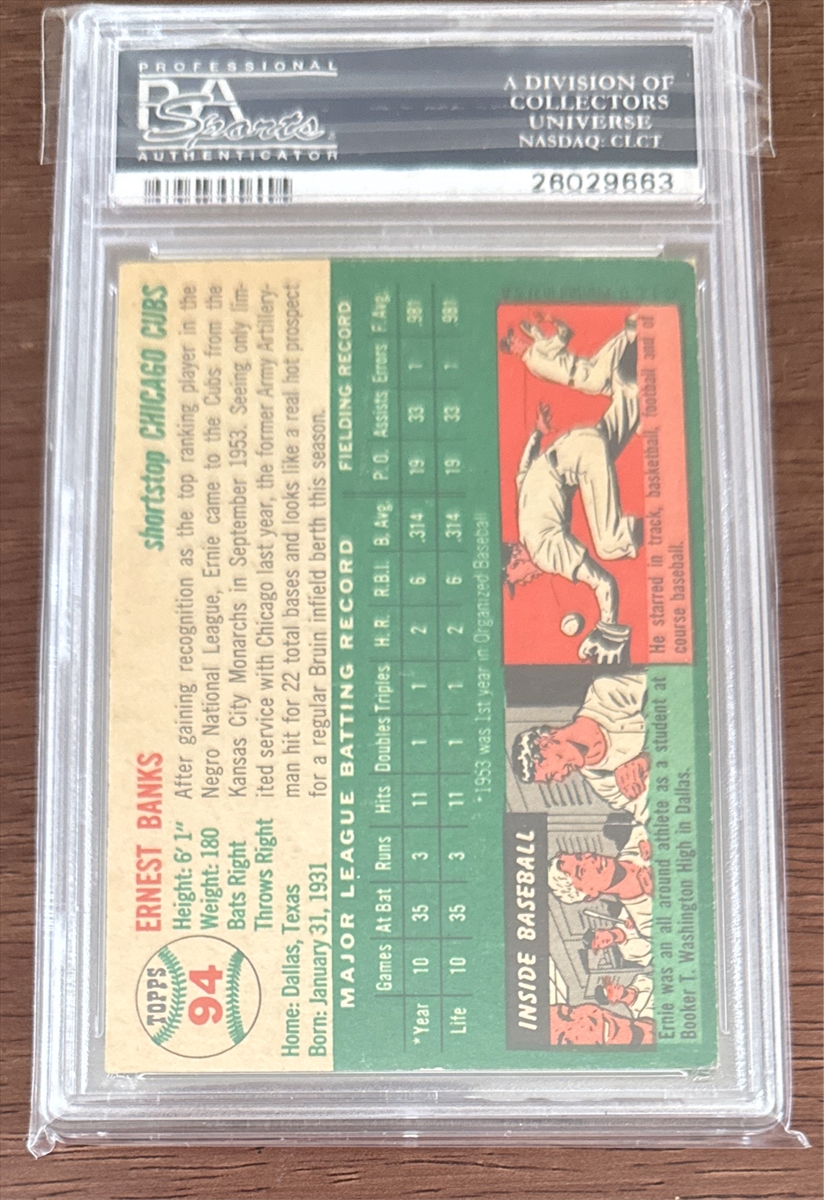 PROFESSIONAL
PSA
Sports
AUTHENTICATOR
A DIVISION OF
COLLECTORS
UNIVERSE
NASDAQ: CLCT
26029663
TOPPS
94
ERNEST BANKS
shortstop CHICAGO CUBS
Height: 6' 1"
Weight: 180
Bats Right
Throws Right
Home: Dallas, Texas
Born: January 31, 1931
After gaining recognition as the top ranking player in the
Negro National League, Ernie came to the Cubs from the
Kansas City Monarchs in September 1953. Seeing only lim-
ited service with Chicago last year, the former Army Artillery-
man hit for 22 total bases and looks like a real hot prospect
for a regular Bruin infield berth this season.
MAJOR LEAGUE BATTING RECORD FIELDING RECORD
Games At Bat Runs Hits Doubles Triples H. R. R.B.I. B. Avg. P. O. Assists Errors F. Avg.
*Year 10 35 3 11 1 1 2 6 .314 19 33 1 .981
Life 10 35 3 11 1 1 2 6 .314 19 33 1 .981
*1953 was 1st year in Organized Baseball
INSIDE BASEBALL
Ernie was an all around athlete as a student at
Booker T. Washington High in Dallas.
He starred in track, basketball, football and of
course baseball.